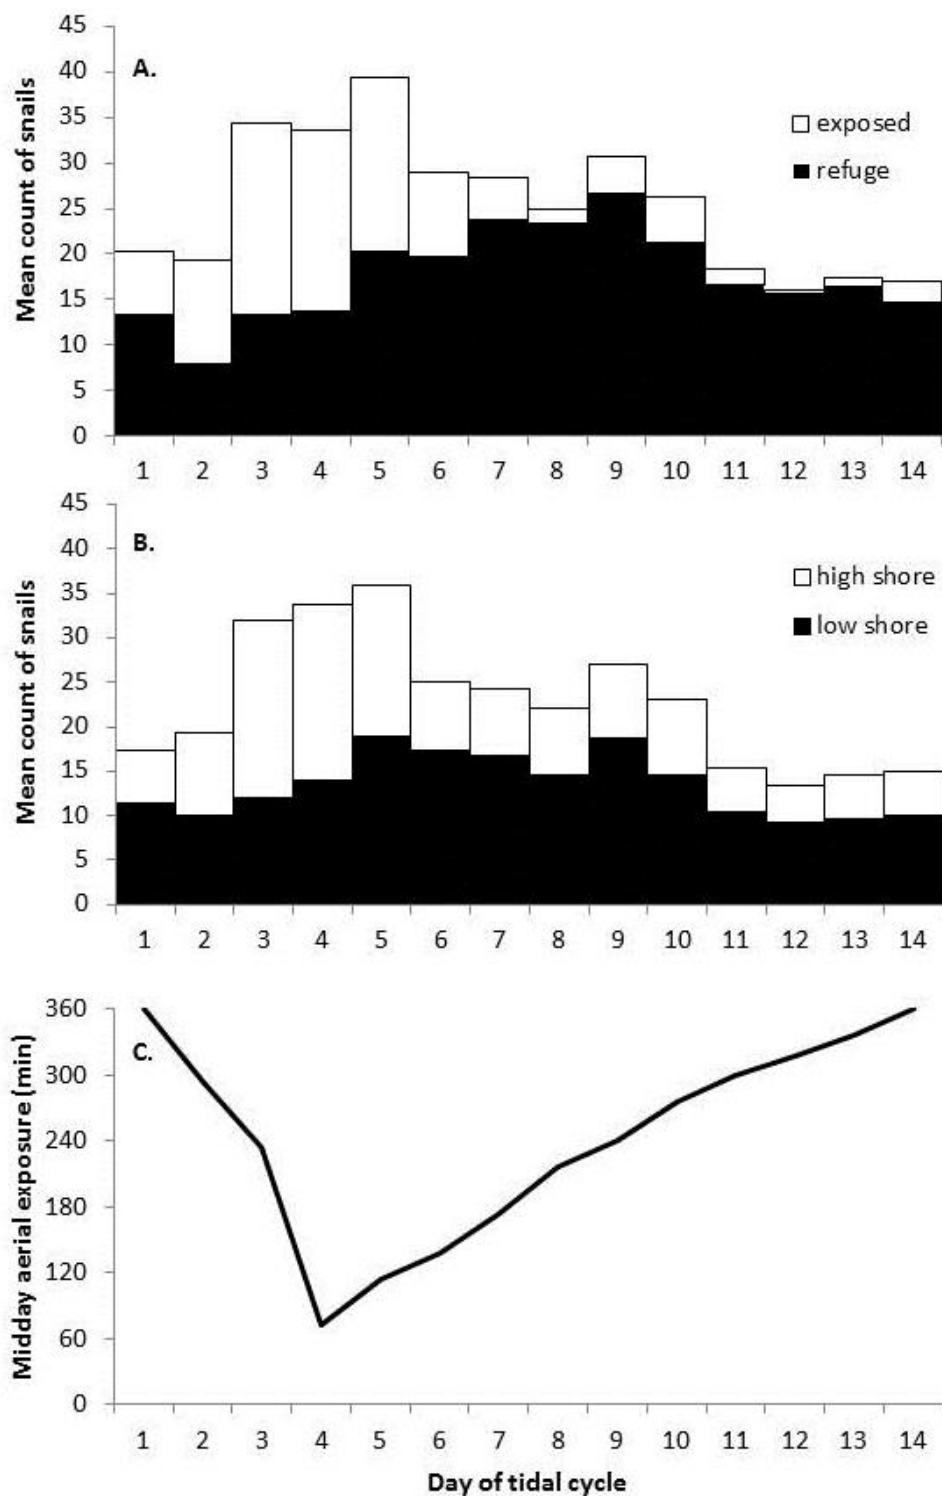 45
40
35
30
25
20
15
10
5
0
Mean count of snails
A.
exposed
refuge
1 2 3 4 5 6 7 8 9 10 11 12 13 14
45
40
35
30
25
20
15
10
5
0
Mean count of snails
B.
high shore
low shore
1 2 3 4 5 6 7 8 9 10 11 12 13 14
360
300
240
180
120
60
0
Midday aerial exposure (min)
C.
1 2 3 4 5 6 7 8 9 10 11 12 13 14
Day of tidal cycle